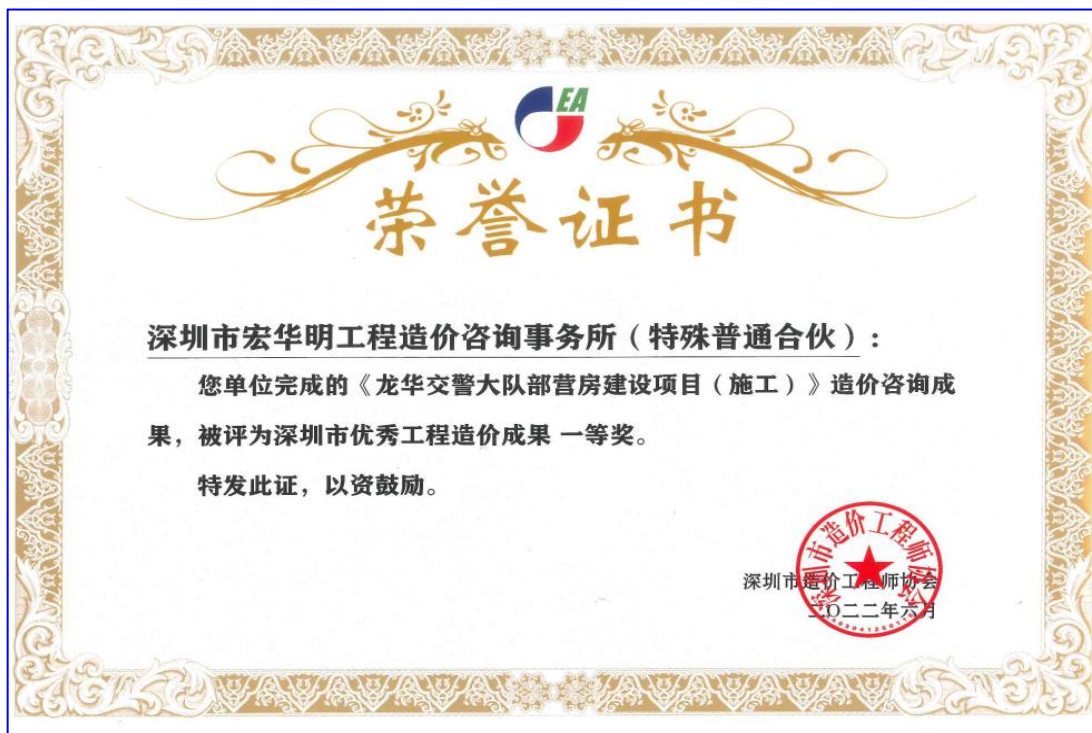 EA
荣誉证书
深圳市宏华明工程造价咨询事务所（特殊普通合伙）：
您单位完成的《龙华交警大队部营房建设项目（施工）》造价咨询成
果，被评为深圳市优秀工程造价成果 一等奖。
特发此证，以资鼓励。
深圳市造价工程师协会
深圳市造价工程师协会
二〇二二年六月